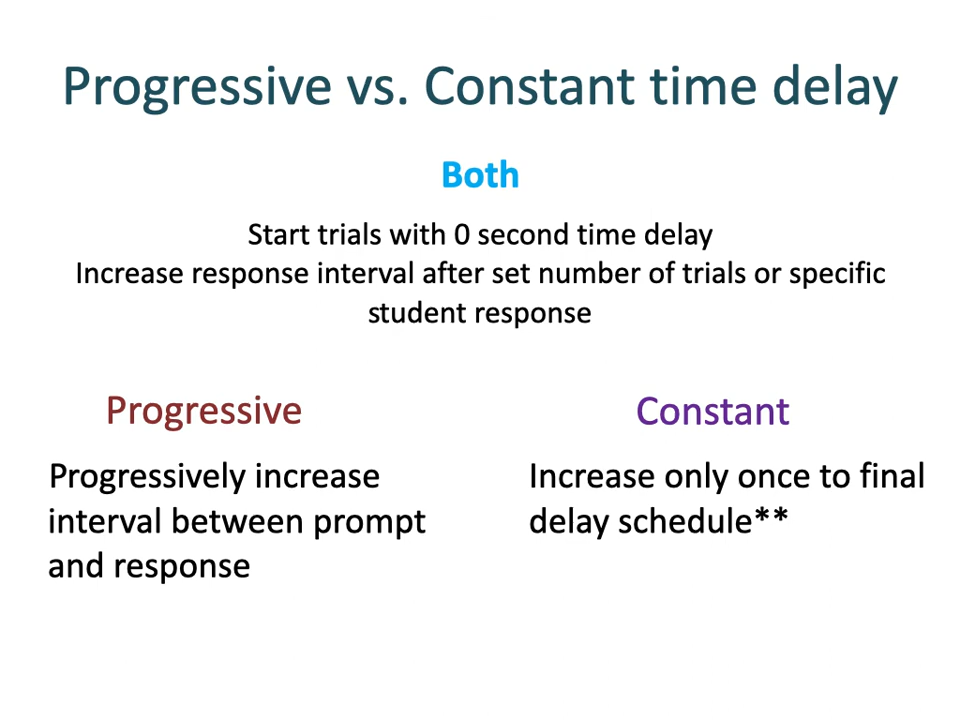 Progressive vs. Constant time delay
Both
Start trials with 0 second time delay
Increase response interval after set number of trials or specific
student response
Progressive
Progressively increase
interval between prompt
and response
Constant
Increase only once to final
delay schedule**